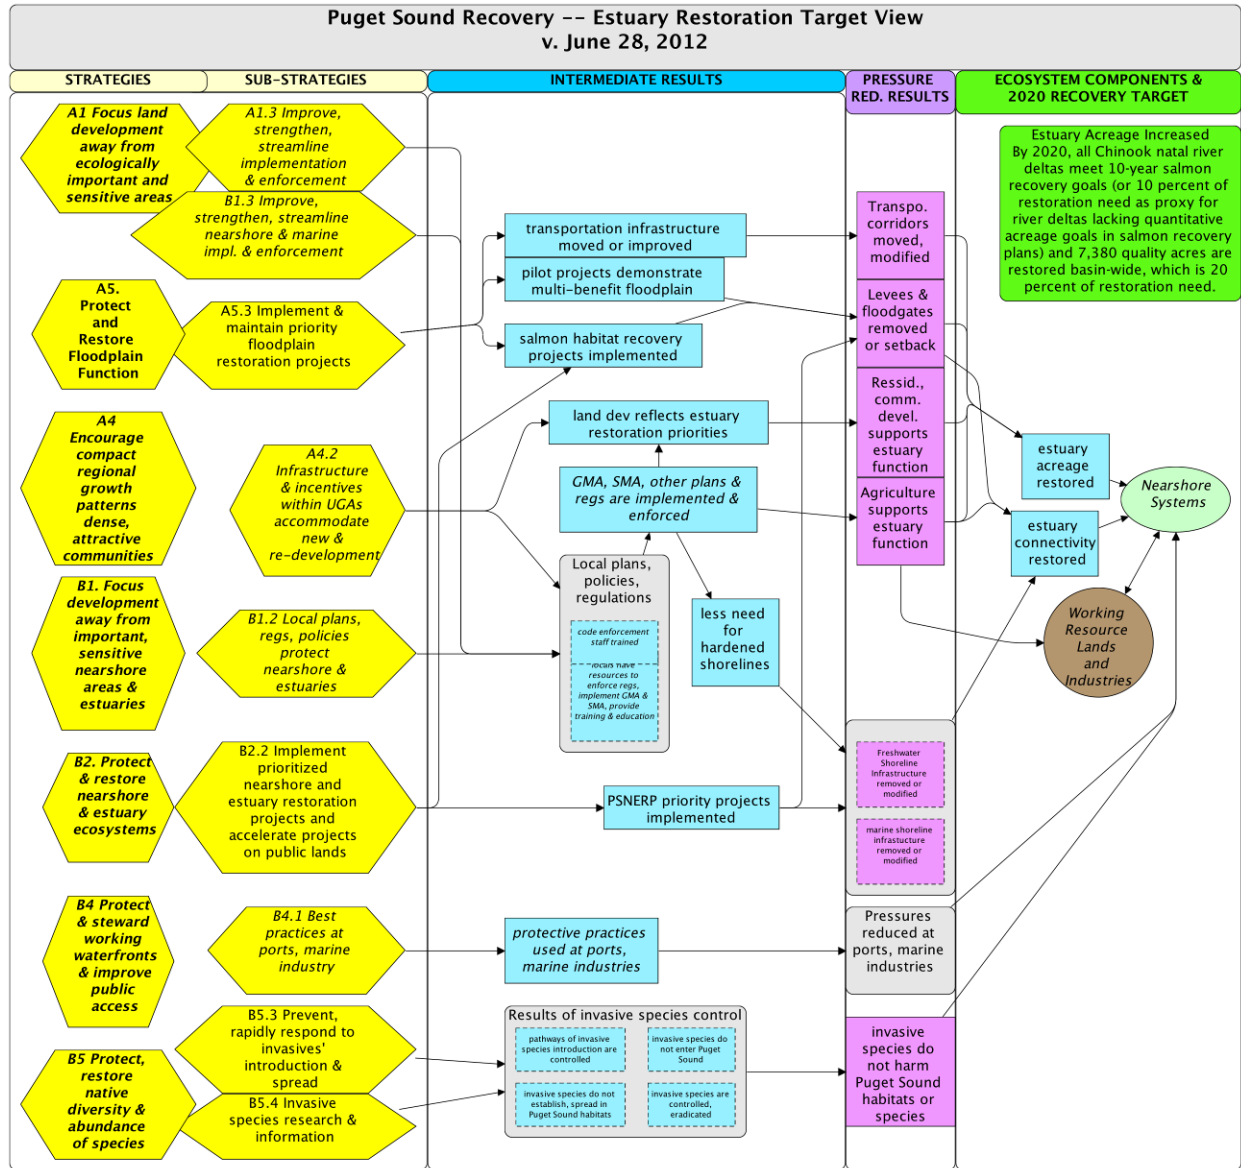 Puget Sound Recovery -- Estuary Restoration Target View
v. June 28, 2012
STRATEGIES
SUB-STRATEGIES
INTERMEDIATE RESULTS
PRESSURE
RED. RESULTS
ECOSYSTEM COMPONENTS &
2020 RECOVERY TARGET
A1 Focus land
development
away from
ecologically
important and
sensitive areas
A1.3 Improve,
strengthen,
streamline
implementation
& enforcement
B1.3 Improve,
strengthen, streamline
nearshore & marine
impl. & enforcement
A5.
Protect
and
Restore
Floodplain
Function
A5.3 Implement &
maintain priority
floodplain
restoration projects
A4
Encourage
compact
regional
growth
patterns
dense,
attractive
communities
A4.2
Infrastructure
& incentives
within UGAs
accommodate
new &
re-development
B1. Focus
development
away from
important,
sensitive
nearshore
areas &
estuaries
B1.2 Local plans,
regs, policies
protect
nearshore &
estuaries
B2. Protect
& restore
nearshore
& estuary
ecosystems
B2.2 Implement
prioritized
nearshore and
estuary restoration
projects and
accelerate projects
on public lands
B4 Protect
& steward
working
waterfronts
& improve
public
access
B4.1 Best
practices at
ports, marine
industry
B5.3 Prevent,
rapidly respond to
invasives'
introduction &
spread
B5 Protect,
restore
native
diversity &
abundance
of species
B5.4 Invasive
species research &
information
transportation infrastructure
moved or improved
pilot projects demonstrate
multi-benefit floodplain
salmon habitat recovery
projects implemented
land dev reflects estuary
restoration priorities
GMA, SMA, other plans &
regs are implemented &
enforced
Local plans,
policies,
regulations
code enforcement
staff trained
locals have
resources to
enforce regs,
implement GMA &
SMA, provide
training & education
less need
for
hardened
shorelines
PSNERP priority projects
implemented
protective practices
used at ports,
marine industries
Results of invasive species control
pathways of invasive
species introduction are
controlled
invasive species do
not enter Puget
Sound
invasive species do not
establish, spread in
Puget Sound habitats
invasive species are
controlled,
eradicated
Transpo.
corridors
moved,
modified
Levees &
floodgates
removed
or setback
Ressid.,
comm.
devel.
supports
estuary
function
Agriculture
supports
estuary
function
Freshwater
Shoreline
Infrastructure
removed or
modified
marine shoreline
infrastucture
removed or
modified
Pressures
reduced at
ports, marine
industries
invasive
species do
not harm
Puget Sound
habitats or
species
Estuary Acreage Increased
By 2020, all Chinook natal river
deltas meet 10-year salmon
recovery goals (or 10 percent of
restoration need as proxy for
river deltas lacking quantitative
acreage goals in salmon recovery
plans) and 7,380 quality acres are
restored basin-wide, which is 20
percent of restoration need.
estuary
acreage
restored
estuary
connectivity
restored
Nearshore
Systems
Working
Resource
Lands
and
Industries